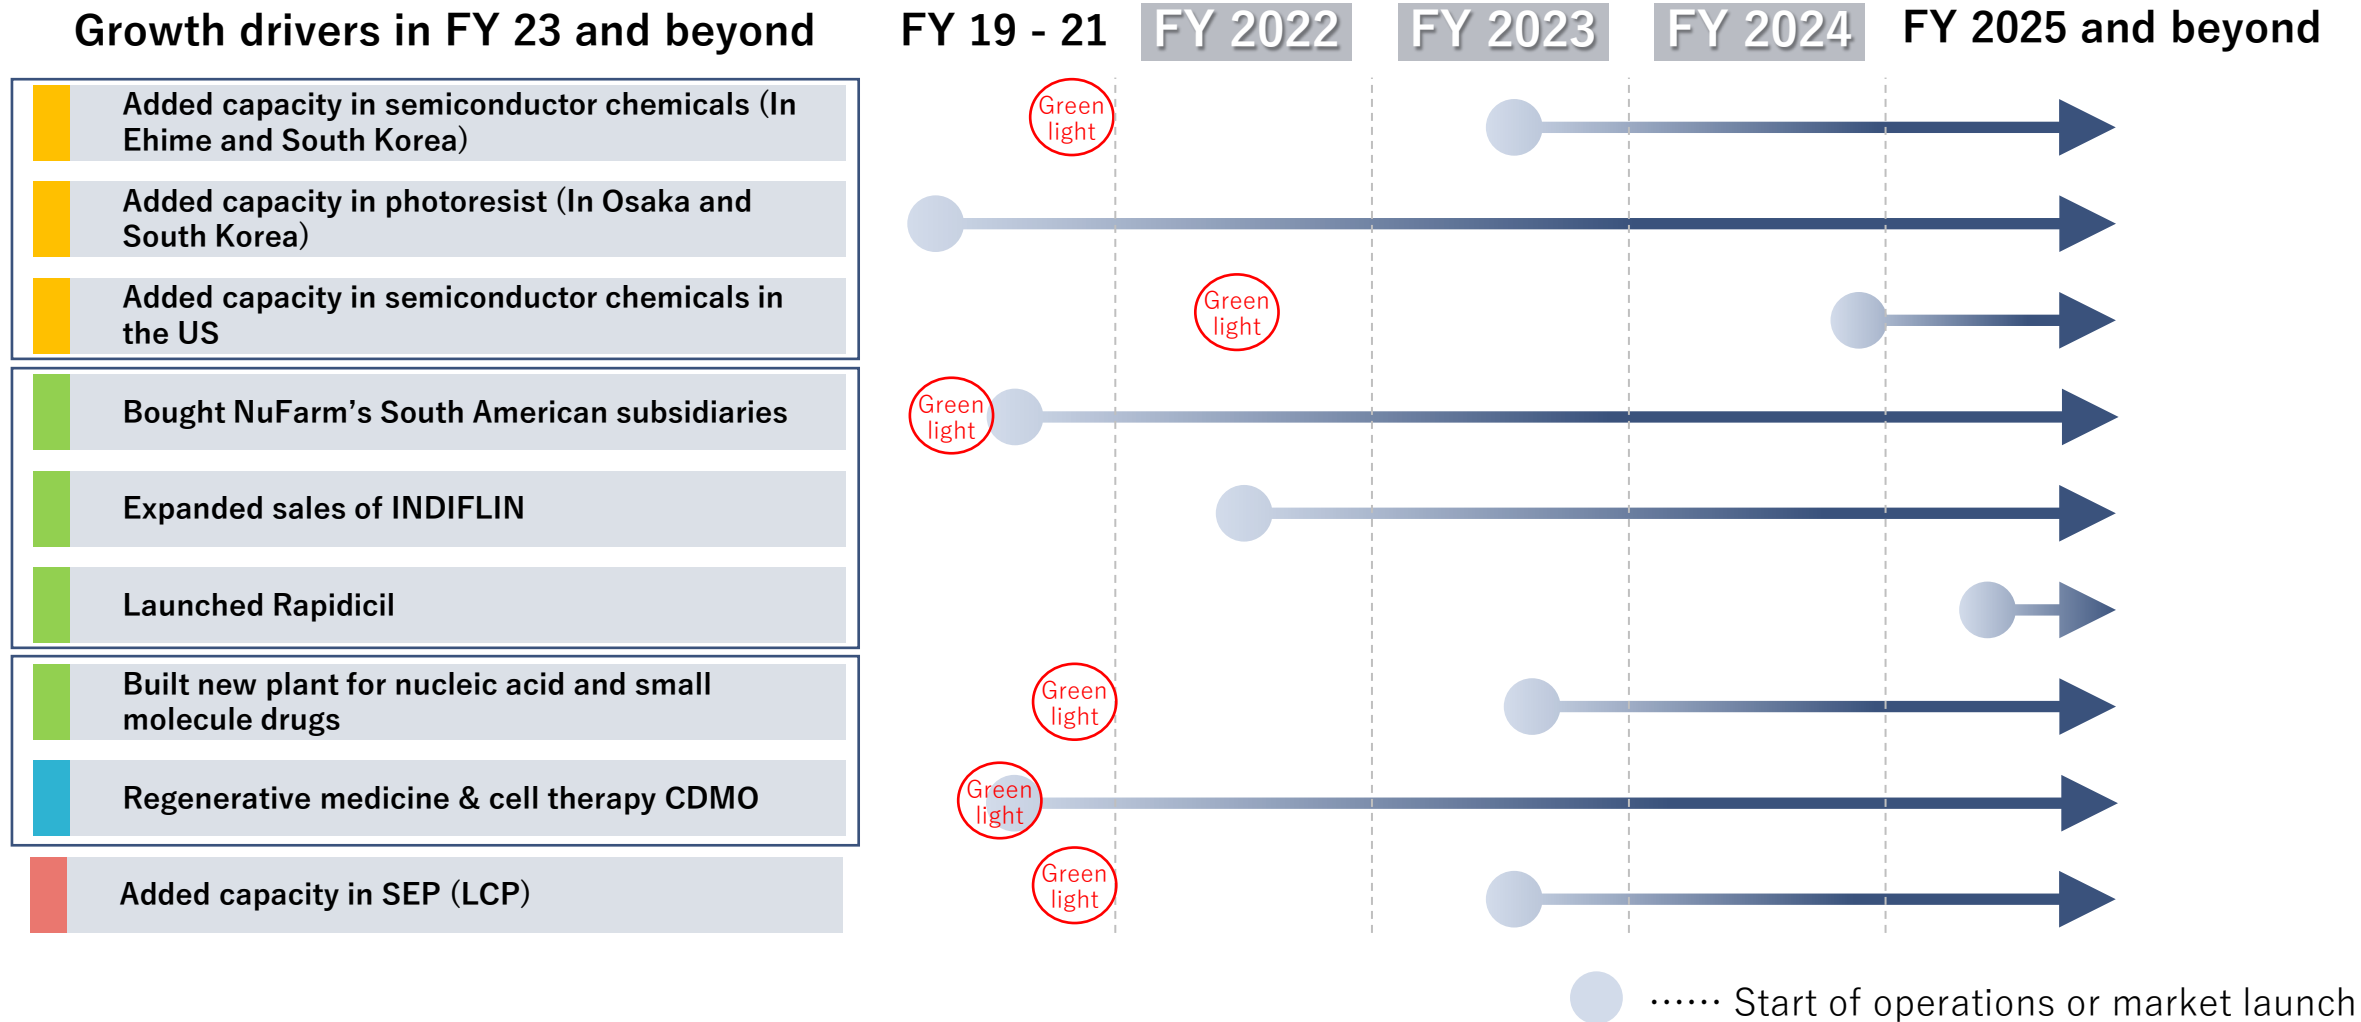 Growth drivers in FY 23 and beyond
FY 19 - 21
FY 2022
FY 2023
FY 2024
FY 2025 and beyond
Added capacity in semiconductor chemicals (In
Ehime and South Korea)
Green
light
Added capacity in photoresist (In Osaka and
South Korea)
Added capacity in semiconductor chemicals in
the US
Green
light
Bought NuFarm’s South American subsidiaries
Green
light
Expanded sales of INDIFLIN
Launched Rapidicil
Built new plant for nucleic acid and small
molecule drugs
Green
light
Regenerative medicine & cell therapy CDMO
Green
light
Added capacity in SEP (LCP)
Green
light
⋯⋯ Start of operations or market launch